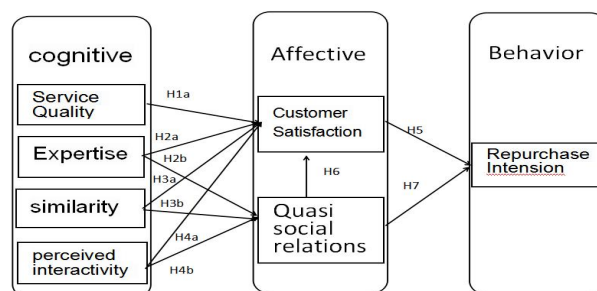 cognitive
Service
Quality
Expertise
similarity
perceived
interactivity
H1a
H2a
H2b
H3a
H3b
H4a
H4b
Affective
Customer
Satisfaction
H6
Quasi
social
relations
H5
H7
Behavior
Repurchase
Intension